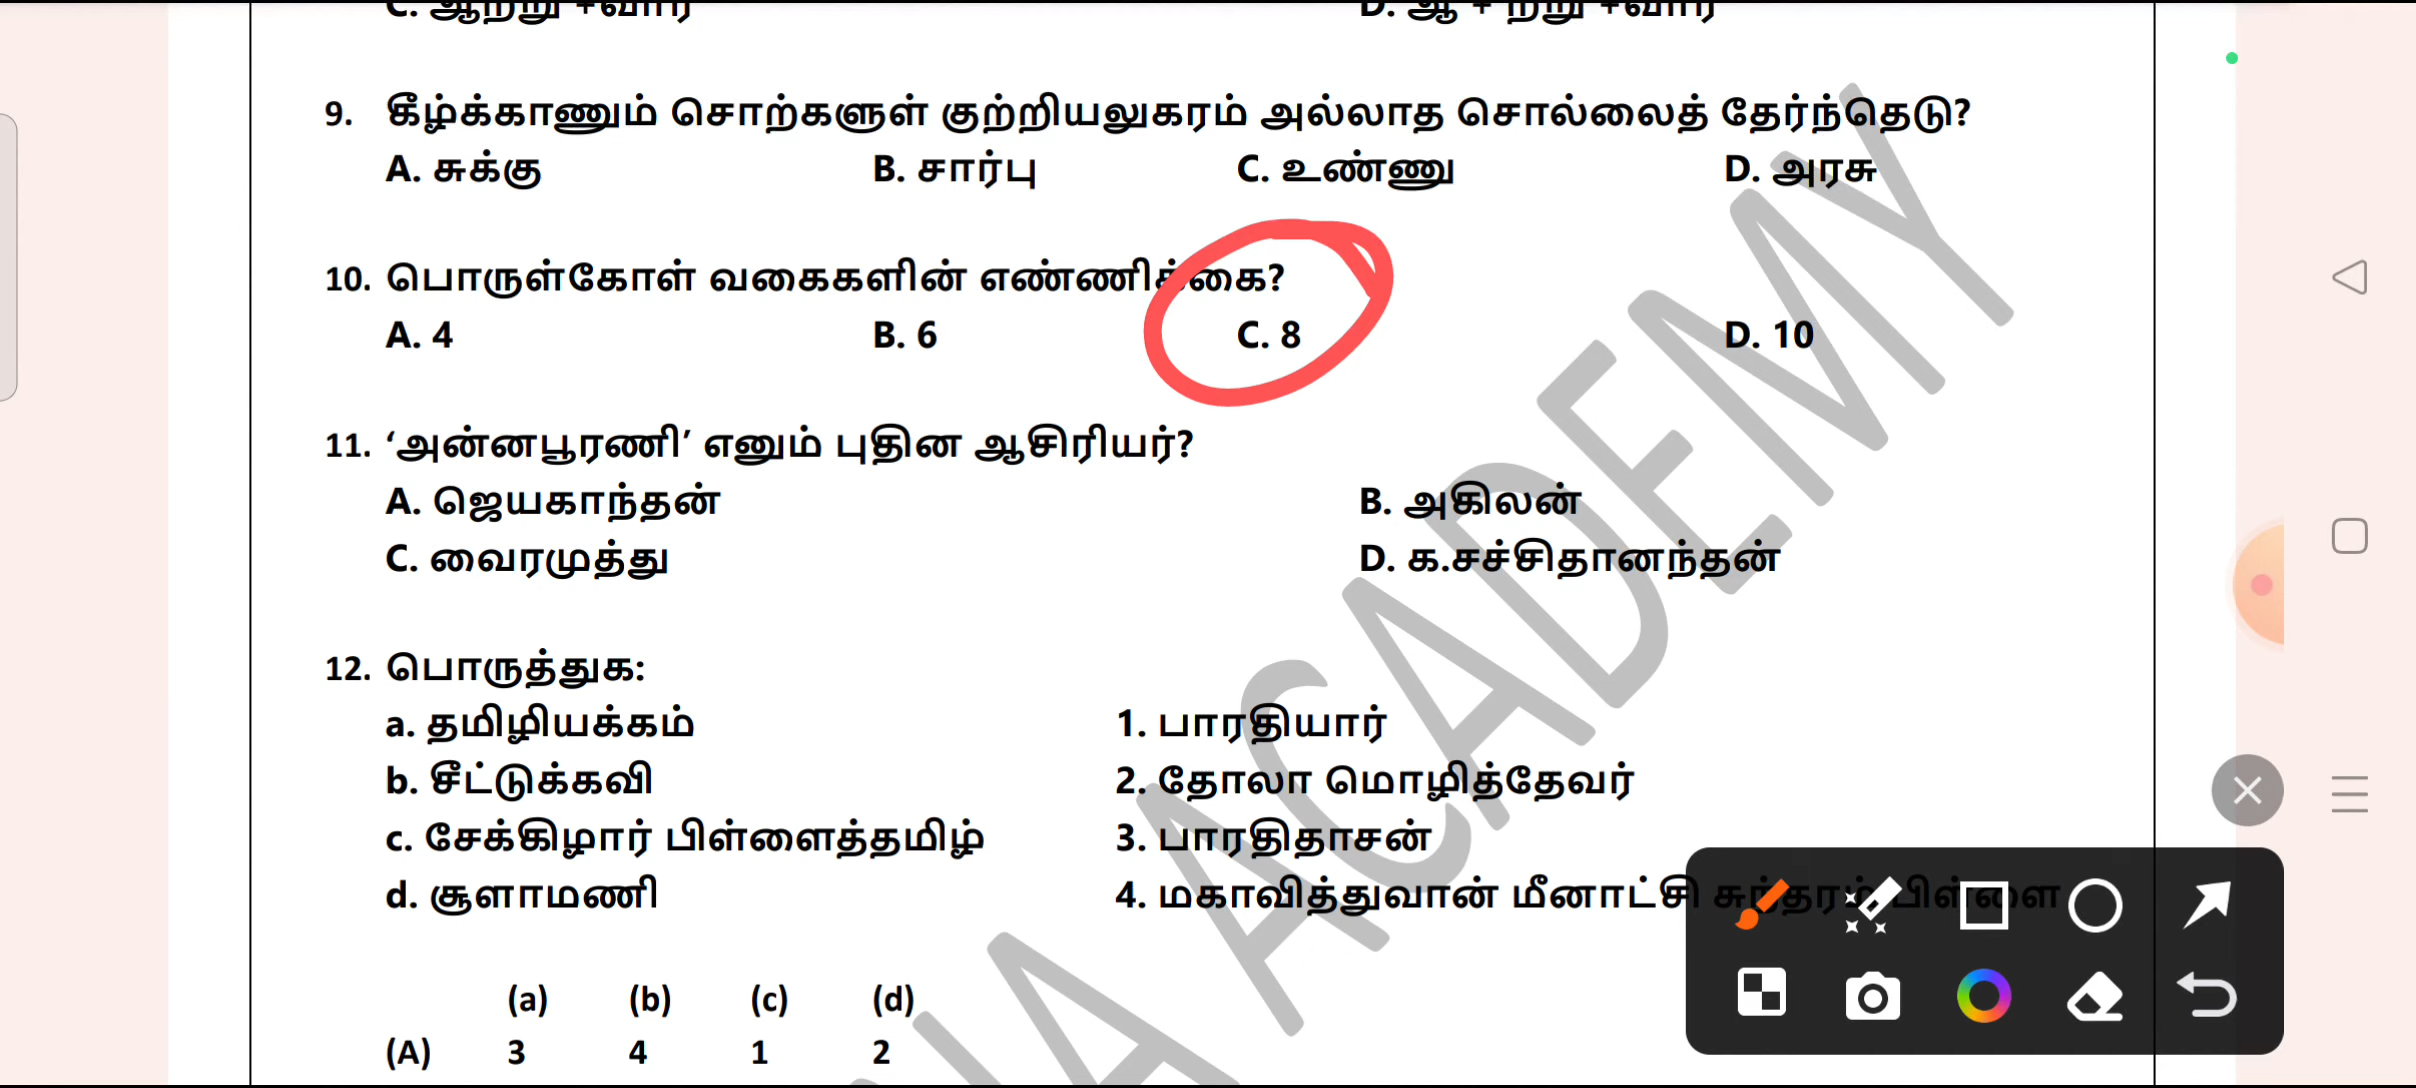 C. ஆற்று +வார்
D. ஆ + ற்று +வார்
9. கீழ்க்காணும் சொற்களுள் குற்றியலுகரம் அல்லாத சொல்லைத் தேர்ந்தெடு?
A. சுக்கு B. சார்பு C. உண்ணு D. அரசு
10. பொருள்கோள் வகைகளின் எண்ணிக்கை?
A. 4 B. 6 C. 8 D. 10
11. ‘அன்னபூரணி’ எனும் புதின ஆசிரியர்?
A. ஜெயகாந்தன் B. அகிலன்
C. வைரமுத்து D. க.சச்சிதானந்தன்
12. பொருத்துக:
a. தமிழியக்கம் 1. பாரதியார்
b. சீட்டுக்கவி 2. தோலா மொழித்தேவர்
c. சேக்கிழார் பிள்ளைத்தமிழ் 3. பாரதிதாசன்
d. சூளாமணி 4. மகாவித்துவான் மீனாட்சி சுந்தரம் பிள்ளை
(a) (b) (c) (d)
(A) 3 4 1 2
ACADEMY